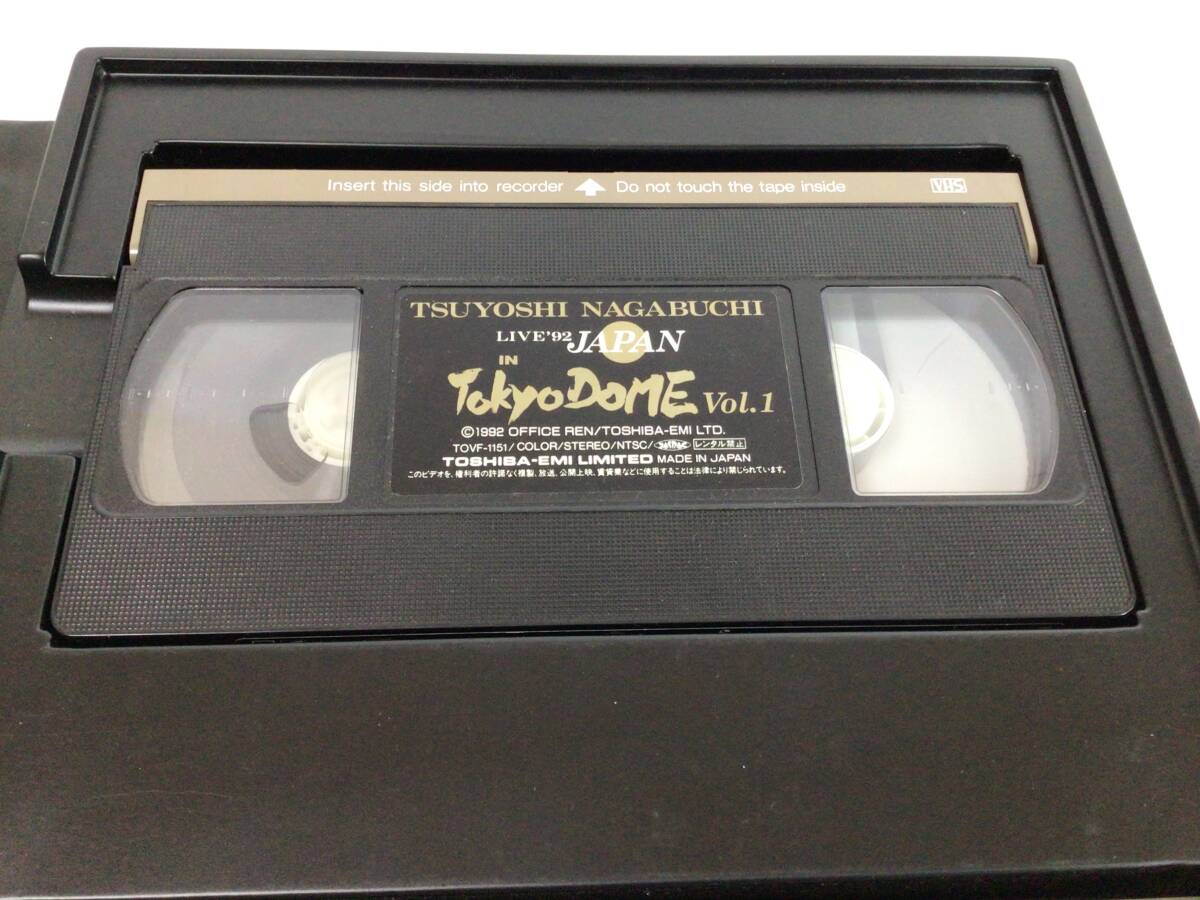 Insert this side into recorder Do not touch the tape inside VHS
TSUYOSHI NAGABUCHI
LIVE'92 JAPAN
IN
Tokyo DOME Vol.1
©1992 OFFICE REN/TOSHIBA-EMI LTD.
TOVF-1151/COLOR/STEREO/NTSC/ レンタル禁止
TOSHIBA-EMI LIMITED MADE IN JAPAN
このビデオを、権利者の許諾なく複製、放送、公開上映、賃貸業などに使用することは法律により禁じられています。